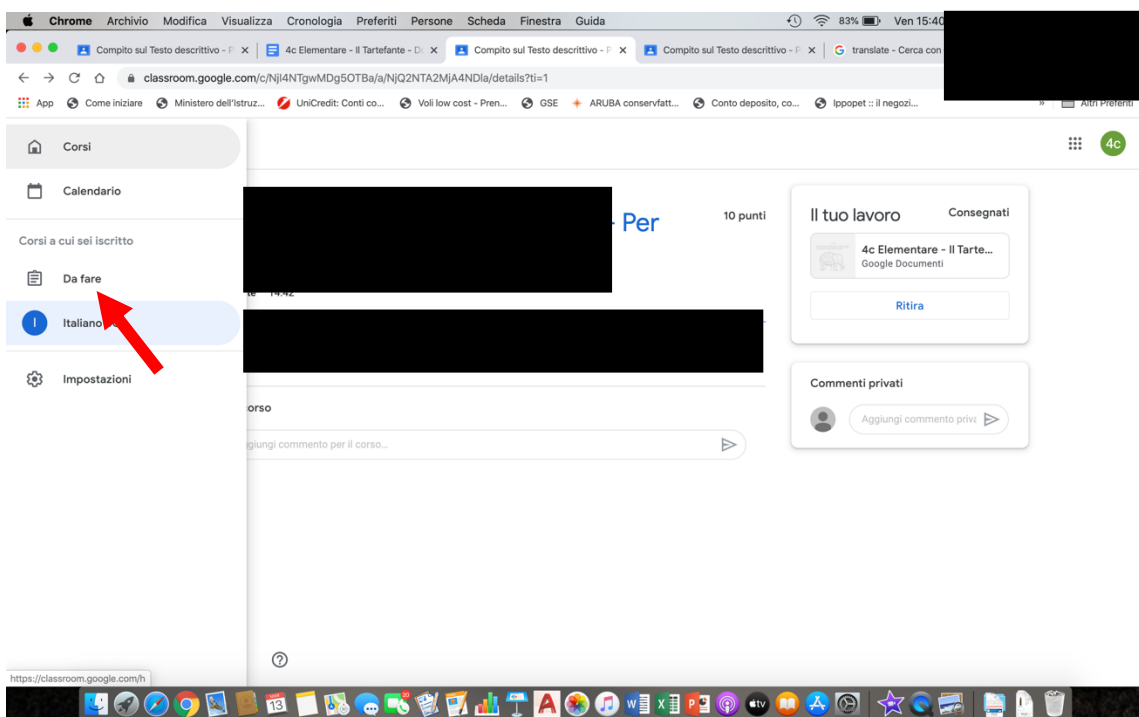 Chrome Archivio Modifica Visualizza Cronologia Preferiti Persone Scheda Finestra Guida 83% Ven 15:40
Compito sul Testo descrittivo - P 4c Elementare - Il Tartefante - Do Compito sul Testo descrittivo - P Compito sul Testo descrittivo - P translate - Cerca con
classroom.google.com/c/NjI4NTgwMDg5OTBa/a/NjQ2NTA2MjA4NDla/details?ti=1
App Come iniziare Ministero dell'Istruz... UniCredit: Conti co... Voli low cost - Pren... GSE ARUBA conservfatt... Conto deposito, co... Ippopet :: il negozi... » Altri Preferiti
Corsi
4c
Calendario
Corsi a cui sei iscritto
Da fare
I Italiano
Impostazioni
Per
10 punti
14:42
orso
ggiungi commento per il corso...
Il tuo lavoro Consegnati
4c Elementare - Il Tarte...
Google Documenti
Ritira
Commenti privati
Aggiungi commento priva
https://classroom.google.com/h
13
tv